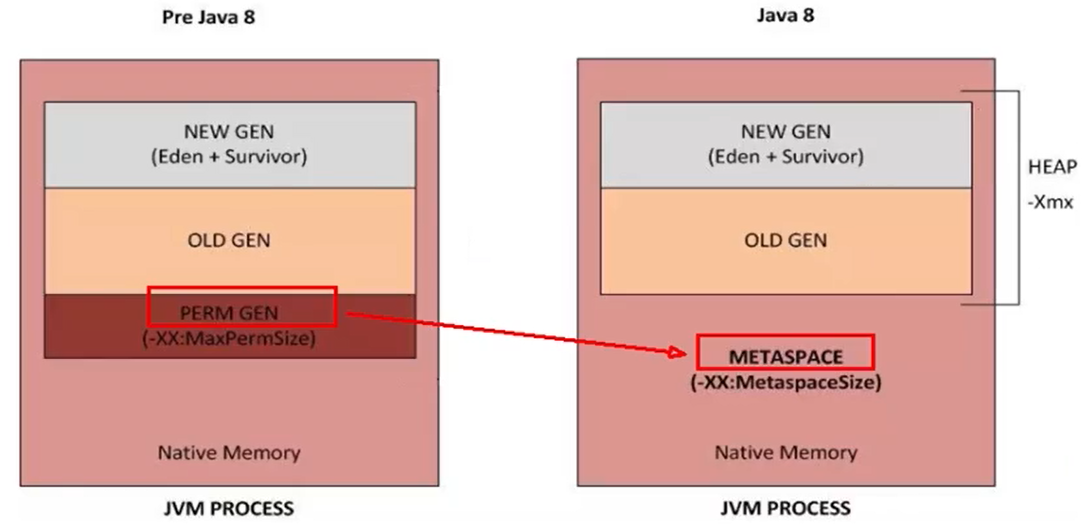 Pre Java 8
NEW GEN
(Eden + Survivor)
OLD GEN
PERM GEN
(-XX:MaxPermSize)
Native Memory
JVM PROCESS
Java 8
NEW GEN
(Eden + Survivor)
OLD GEN
HEAP
-Xmx
METASPACE
(-XX:MetaspaceSize)
Native Memory
JVM PROCESS